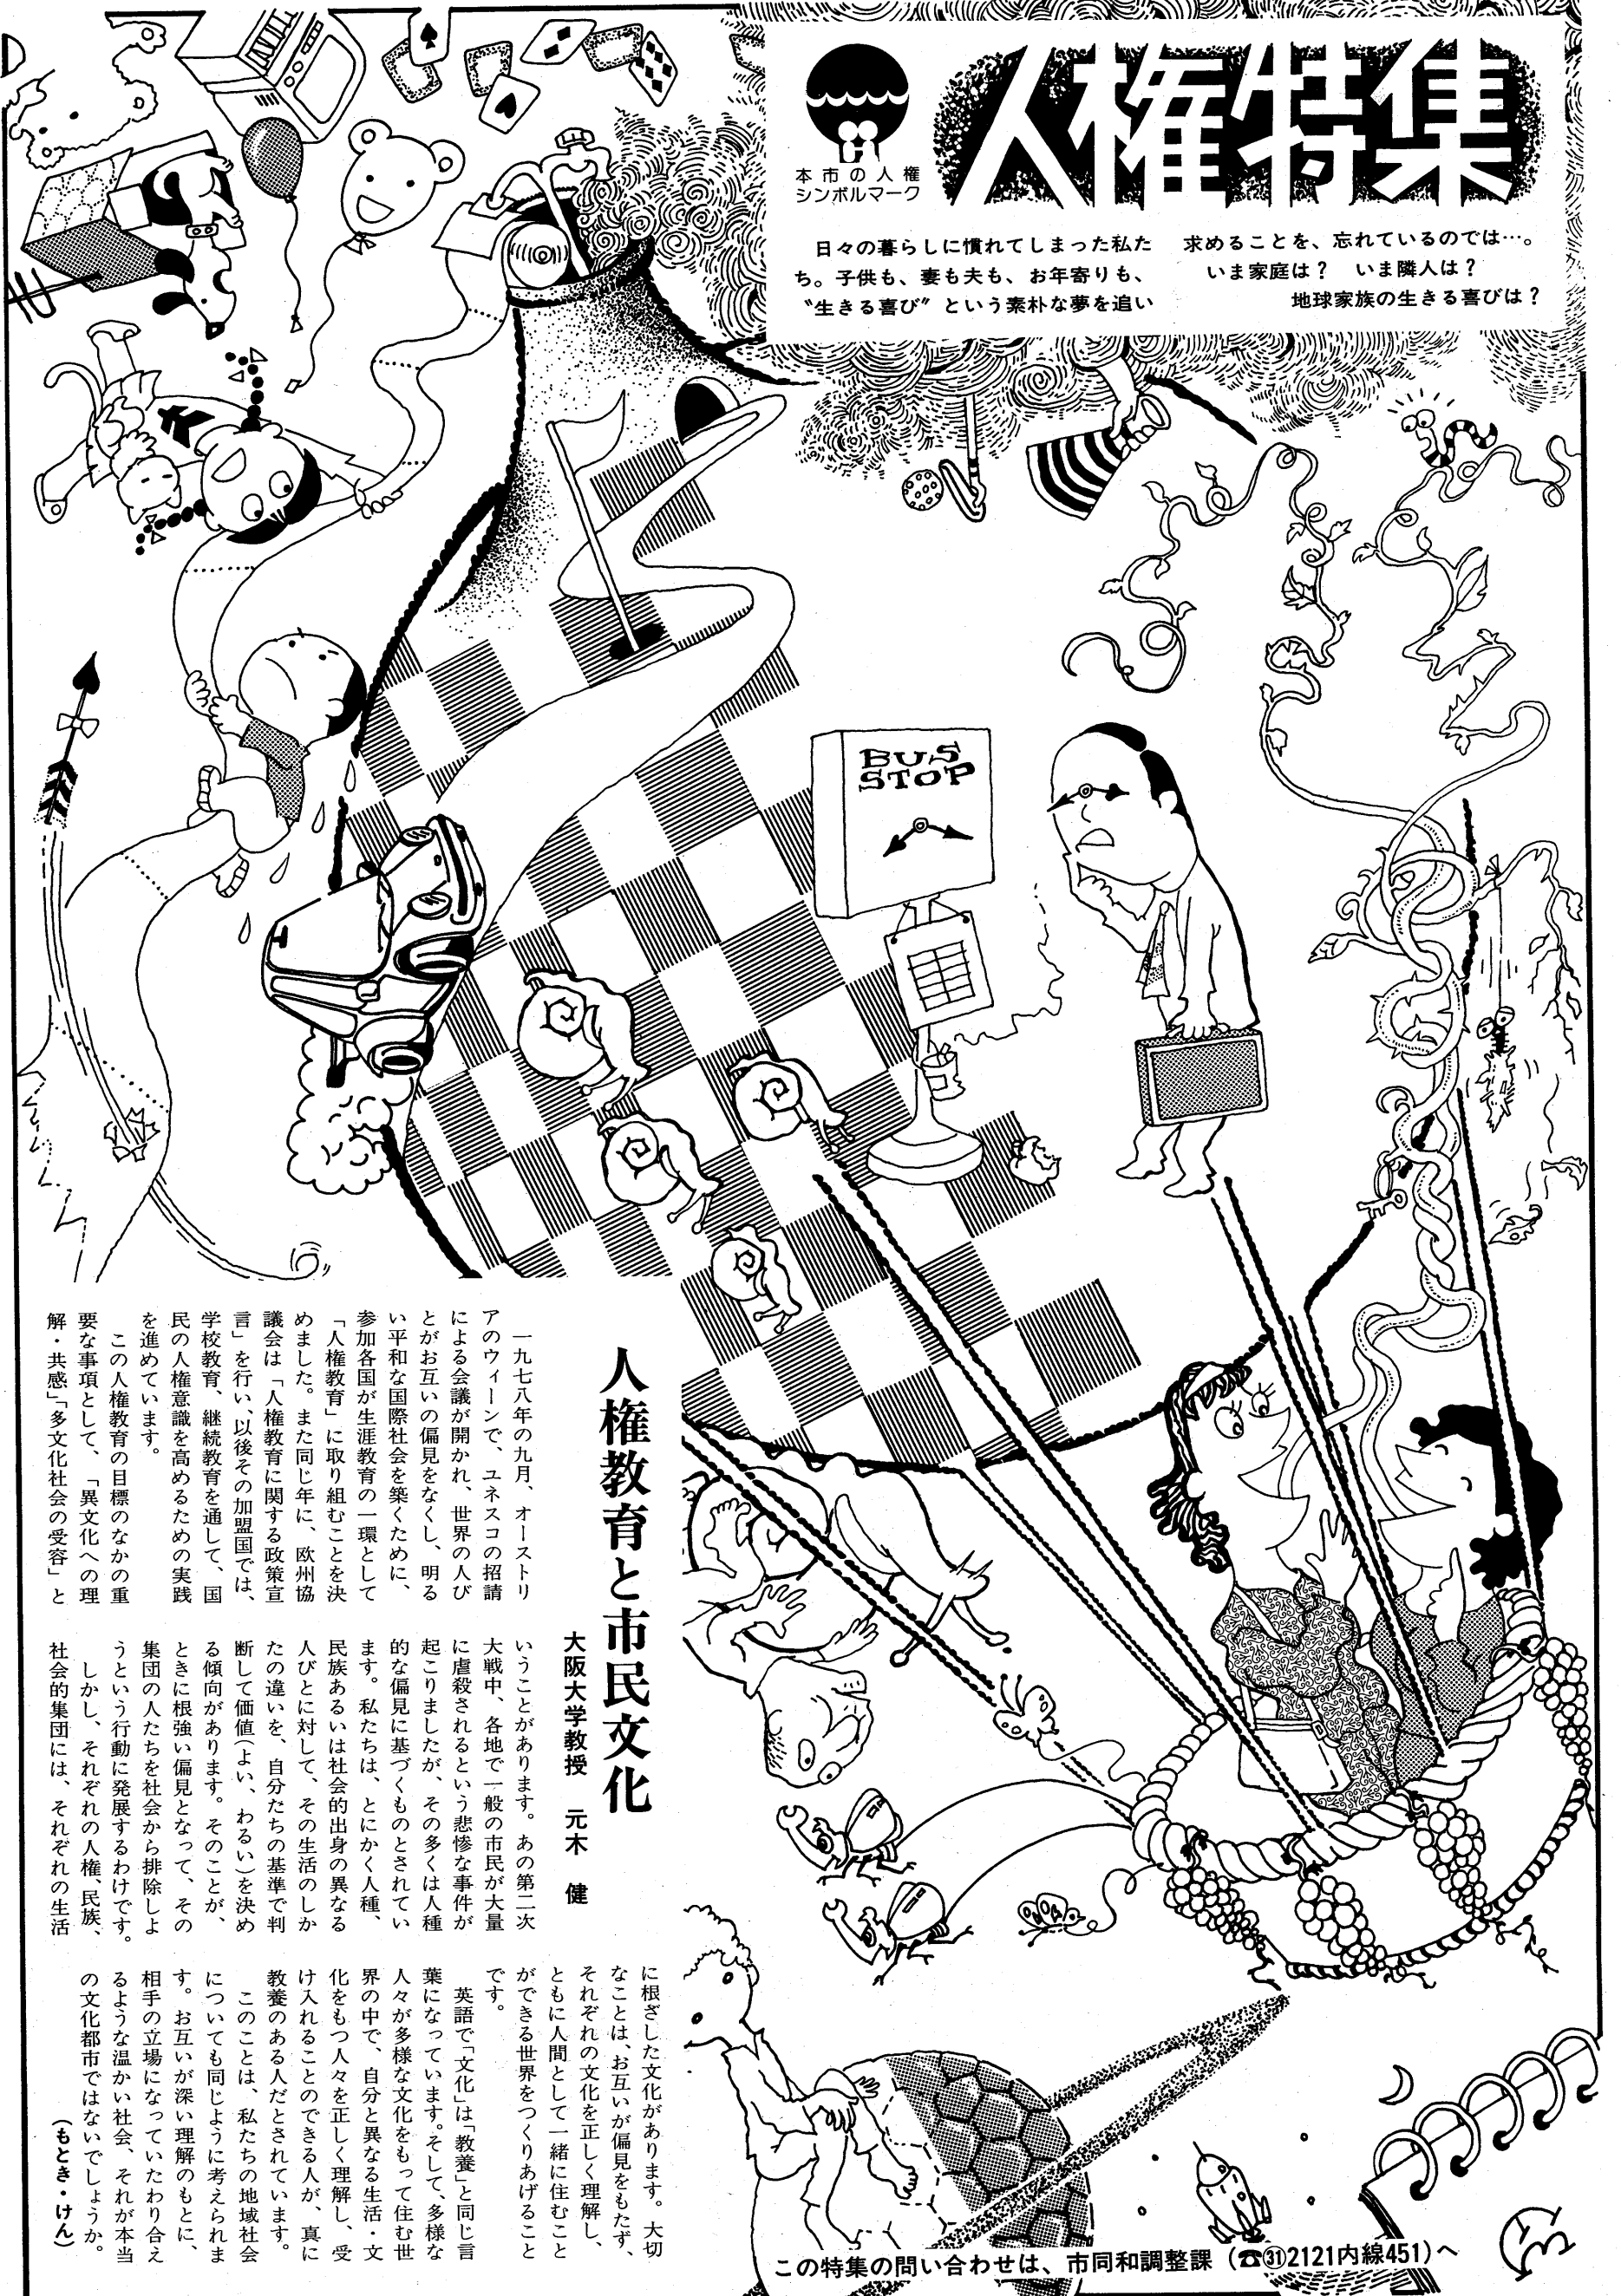 人権特集
本市の人権
シンボルマーク
日々の暮らしに慣れてしまった私た
ち。子供も、妻も夫も、お年寄りも、
〝生きる喜び〟という素朴な夢を追い
求めることを、忘れているのでは…。
いま家庭は？　いま隣人は？
地球家族の生きる喜びは？
BUS
STOP
人権教育と市民文化
大阪大学教授　元木　健
一九七八年の九月、オーストリ
アのウィーンで、ユネスコの招請
による会議が開かれ、世界の人び
とがお互いの偏見をなくし、明る
い平和な国際社会を築くために、
参加各国が生涯教育の一環として
「人権教育」に取り組むことを決
めました。また同じ年に、欧州協
議会は「人権教育に関する政策宣
言」を行い、以後その加盟国では、
学校教育、継続教育を通して、国
民の人権意識を高めるための実践
を進めています。
この人権教育の目標のなかの重
要な事項として、「異文化への理
解・共感」「多文化社会の受容」と
いうことがあります。あの第二次
大戦中、各地で一般の市民が大量
に虐殺されるという悲惨な事件が
起こりましたが、その多くは人種
的な偏見に基づくものとされてい
ます。私たちは、とにかく人種、
民族あるいは社会的出身の異なる
人びとに対して、その生活のしか
たの違いを、自分たちの基準で判
断して価値（よい、わるい）を決め
る傾向があります。そのことが、
ときに根強い偏見となって、その
集団の人たちを社会から排除しよ
うという行動に発展するわけです。
しかし、それぞれの人権、民族、
社会的集団には、それぞれの生活
に根ざした文化があります。大切
なことは、お互いが偏見をもたず、
それぞれの文化を正しく理解し、
ともに人間として一緒に住むこと
ができる世界をつくりあげること
です。
英語で「文化」は「教養」と同じ言
葉になっています。そして、多様な
人々が多様な文化をもって住む世
界の中で、自分と異なる生活・文
化をもつ人々を正しく理解し、受
け入れることのできる人が、真に
教養のある人だとされています。
このことは、私たちの地域社会
についても同じように考えられま
す。お互いが深い理解のもとに、
相手の立場になっていたわり合え
るような温かい社会、それが本当
の文化都市ではないでしょうか。
（もとき・けん）
この特集の問い合わせは、市同和調整課（☎㉛2121内線451）へ